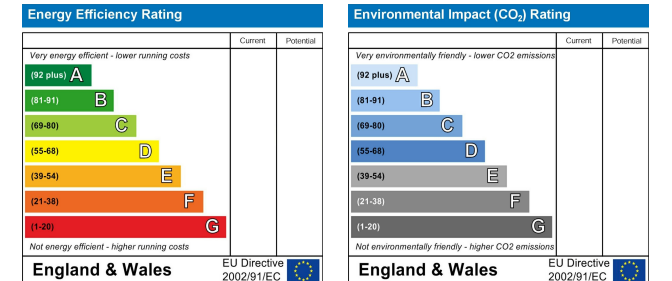 Energy Efficiency Rating
Current Potential
Very energy efficient - lower running costs
(92 plus) A
(81-91) B
(69-80) C
(55-68) D
(39-54) E
(21-38) F
(1-20) G
Not energy efficient - higher running costs
England & Wales
EU Directive
2002/91/EC
Environmental Impact (CO₂) Rating
Current Potential
Very environmentally friendly - lower CO2 emissions
(92 plus) A
(81-91) B
(69-80) C
(55-68) D
(39-54) E
(21-38) F
(1-20) G
Not environmentally friendly - higher CO2 emissions
England & Wales
EU Directive
2002/91/EC